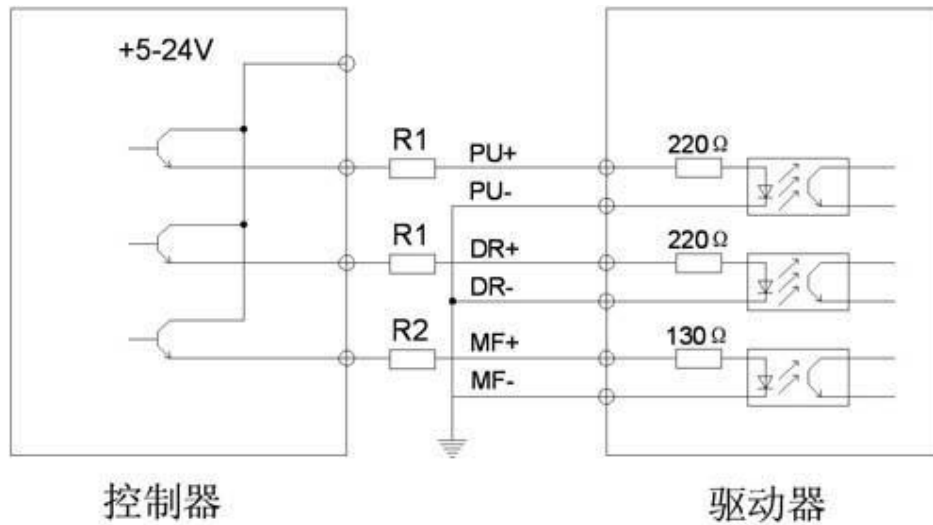 +5-24V
R1
PU+
220Ω
PU-
R1
DR+
220Ω
DR-
R2
MF+
130Ω
MF-
控制器
驱动器